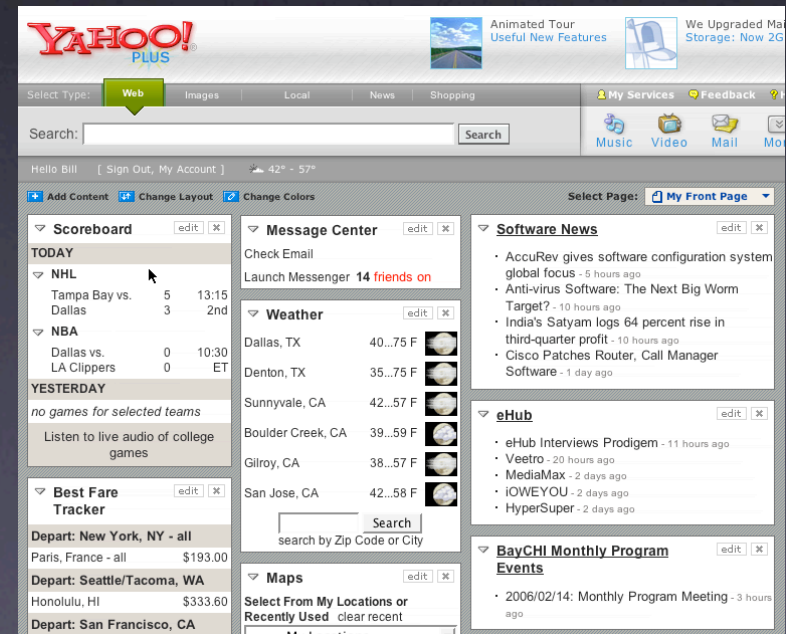 YAHOO!
PLUS
Animated Tour
Useful New Features
We Upgraded Mai
Storage: Now 2G
Select Type:
Web
Images
Local
News
Shopping
My Services
Feedback
Search:
Search
Music
Video
Mail
Mor
Hello Bill [ Sign Out, My Account ] 42° - 57°
Add Content Change Layout Change Colors
Select Page: My Front Page
Scoreboard edit
TODAY
NHL
Tampa Bay vs. 5 13:15
Dallas 3 2nd
NBA
Dallas vs. 0 10:30
LA Clippers 0 ET
YESTERDAY
no games for selected teams
Listen to live audio of college
games
Best Fare edit
Tracker
Depart: New York, NY - all
Paris, France - all $193.00
Depart: Seattle/Tacoma, WA
Honolulu, HI $333.60
Depart: San Francisco, CA
Message Center edit
Check Email
Launch Messenger 14 friends on
Weather edit
Dallas, TX 40...75 F
Denton, TX 35...75 F
Sunnyvale, CA 42...57 F
Boulder Creek, CA 39...59 F
Gilroy, CA 38...57 F
San Jose, CA 42...58 F
Search
search by Zip Code or City
Maps edit
Select From My Locations or
Recently Used clear recent
Software News edit
· AccuRev gives software configuration system
global focus - 5 hours ago
· Anti-virus Software: The Next Big Worm
Target? - 10 hours ago
· India's Satyam logs 64 percent rise in
third-quarter profit - 10 hours ago
· Cisco Patches Router, Call Manager
Software - 1 day ago
eHub edit
· eHub Interviews Prodigem - 11 hours ago
· Veetro - 20 hours ago
· MediaMax - 2 days ago
· iOWEYOU - 2 days ago
· HyperSuper - 2 days ago
BayCHI Monthly Program edit
Events
· 2006/02/14: Monthly Program Meeting - 3 hours
ago